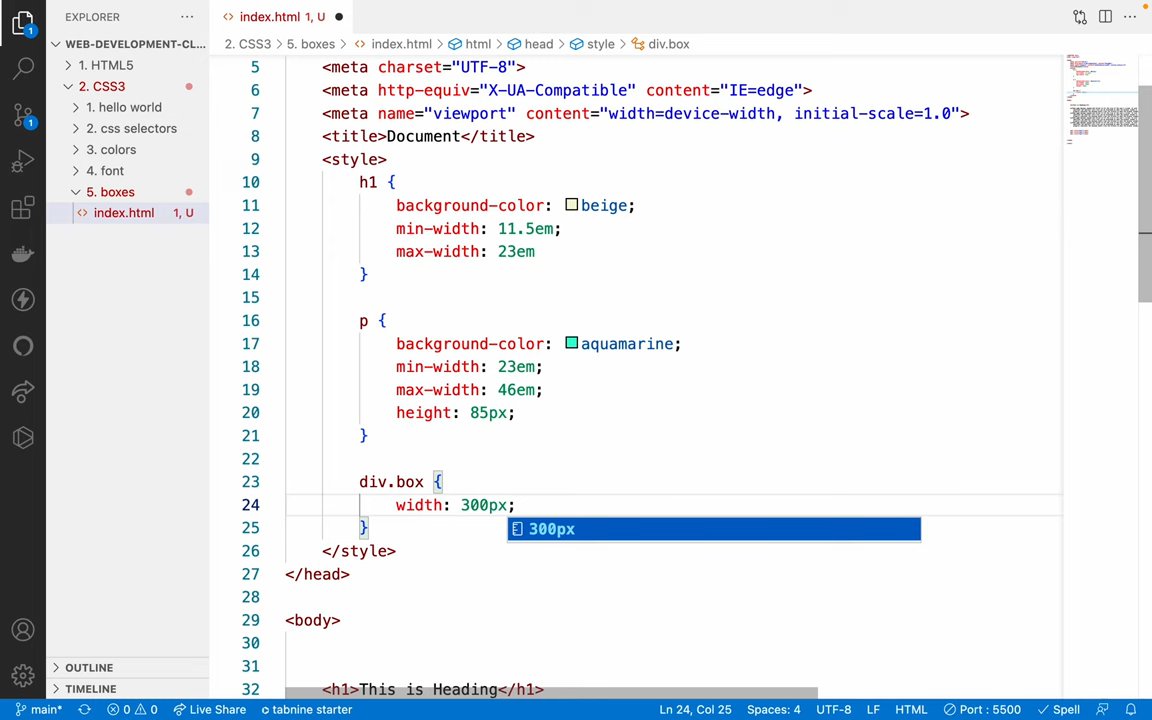 EXPLORER
index.html 1, U
WEB-DEVELOPMENT-CL...
2. CSS3 > 5. boxes > index.html > html > head > style > div.box
1. HTML5
2. CSS3
1. hello world
2. css selectors
3. colors
4. font
5. boxes
index.html 1, U
1
1
5 <meta charset="UTF-8">
6 <meta http-equiv="X-UA-Compatible" content="IE=edge">
7 <meta name="viewport" content="width=device-width, initial-scale=1.0">
8 <title>Document</title>
9 <style>
10 h1 {
11 background-color: beige;
12 min-width: 11.5em;
13 max-width: 23em
14 }
15
16 p {
17 background-color: aquamarine;
18 min-width: 23em;
19 max-width: 46em;
20 height: 85px;
21 }
22
23 div.box {
24 width: 300px;
25 }
300px
26 </style>
27 </head>
28
29 <body>
30
31
32 <h1>This is Heading</h1>
OUTLINE
TIMELINE
main* 0 0 Live Share tabnine starter Ln 24, Col 25 Spaces: 4 UTF-8 LF HTML Port : 5500 Spell